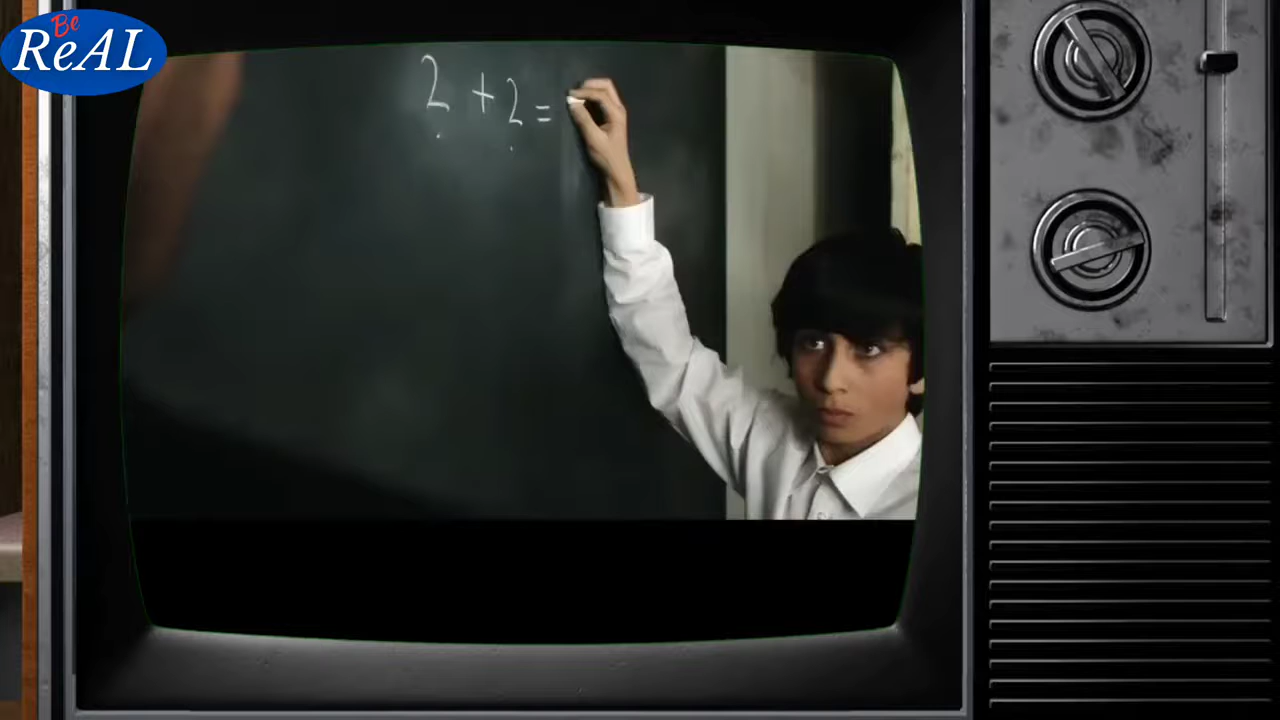 Be
ReAL
2 + 2 =